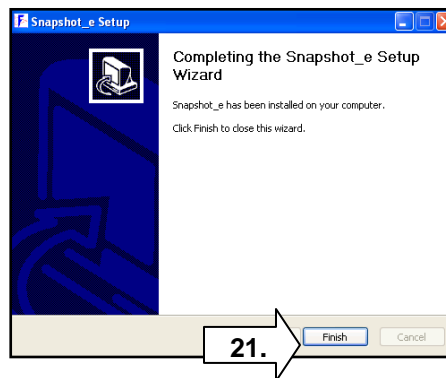 Snapshot_e Setup
Completing the Snapshot_e Setup
Wizard
Snapshot_e has been installed on your computer.
Click Finish to close this wizard.
21.
Finish
Cancel